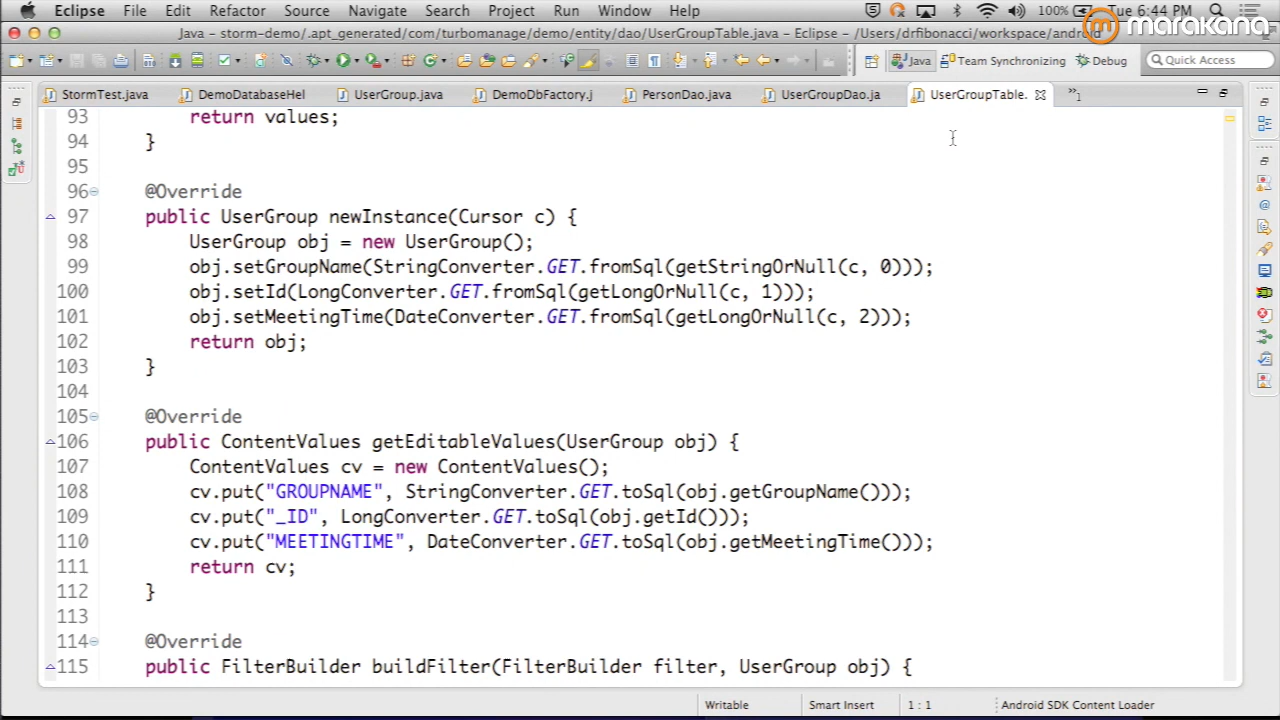 Eclipse File Edit Refactor Source Navigate Search Project Run Window Help 100% Tue 6:44 PM
marakana
Java - storm-demo/.apt_generated/com/turbomanage/demo/entity/dao/UserGroupTable.java - Eclipse - /Users/drfibonacci/workspace/android
Java Team Synchronizing Debug Quick Access
StormTest.java DemoDatabaseHel UserGroup.java DemoDbFactory.j PersonDao.java UserGroupDao.ja UserGroupTable. »1
93 return values;
94 }
95
96 @Override
97 public UserGroup newInstance(Cursor c) {
98 UserGroup obj = new UserGroup();
99 obj.setGroupName(StringConverter.GET.fromSql(getStringOrNull(c, 0)));
100 obj.setId(LongConverter.GET.fromSql(getLongOrNull(c, 1)));
101 obj.setMeetingTime(DateConverter.GET.fromSql(getLongOrNull(c, 2)));
102 return obj;
103 }
104
105 @Override
106 public ContentValues getEditableValues(UserGroup obj) {
107 ContentValues cv = new ContentValues();
108 cv.put("GROUPNAME", StringConverter.GET.toSql(obj.getGroupName()));
109 cv.put("_ID", LongConverter.GET.toSql(obj.getId()));
110 cv.put("MEETINGTIME", DateConverter.GET.toSql(obj.getMeetingTime()));
111 return cv;
112 }
113
114 @Override
115 public FilterBuilder buildFilter(FilterBuilder filter, UserGroup obj) {
Writable Smart Insert 1 : 1 Android SDK Content Loader